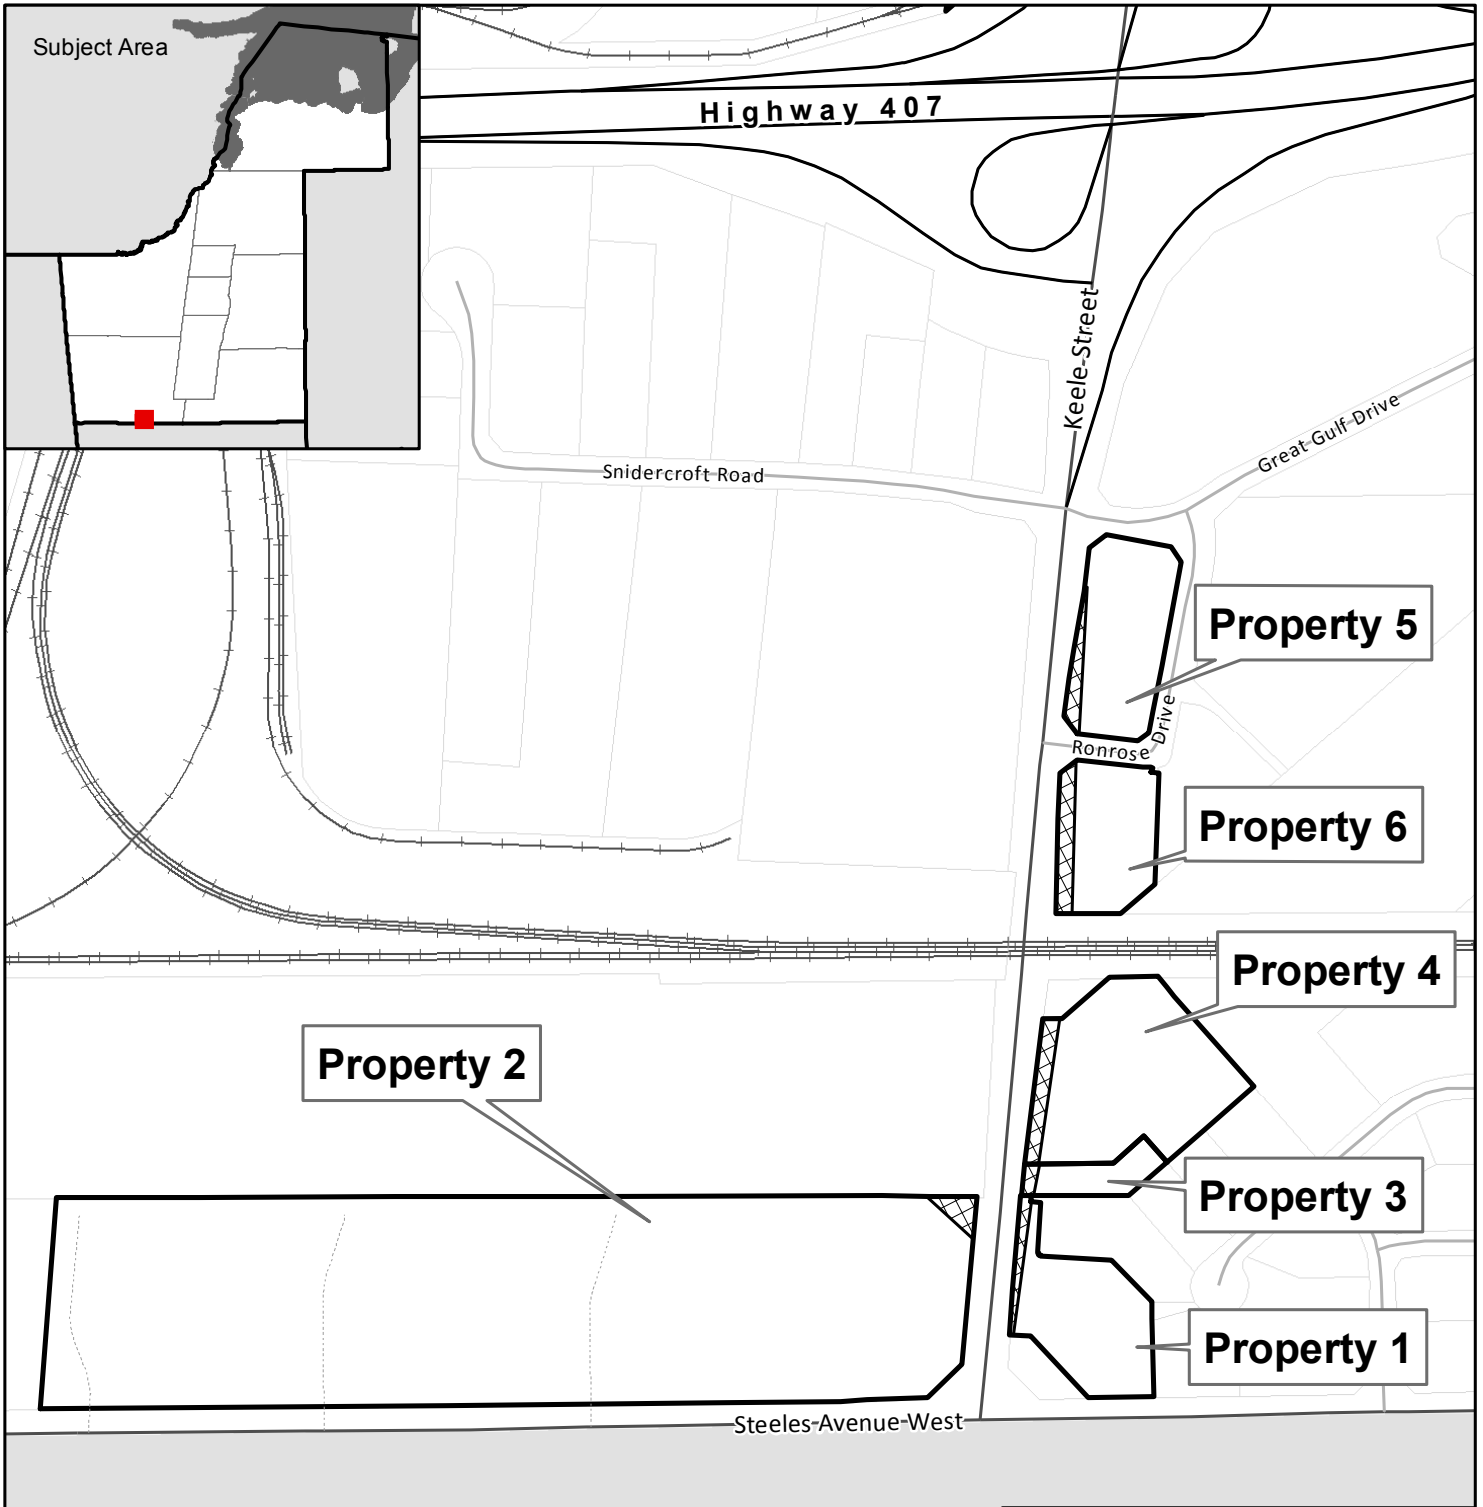 Subject Area
Highway 407
Keele Street
Great Gulf Drive
Snidercroft Road
Property 5
Ronrose Drive
Property 6
Property 4
Property 2
Property 3
Property 1
Steeles Avenue West